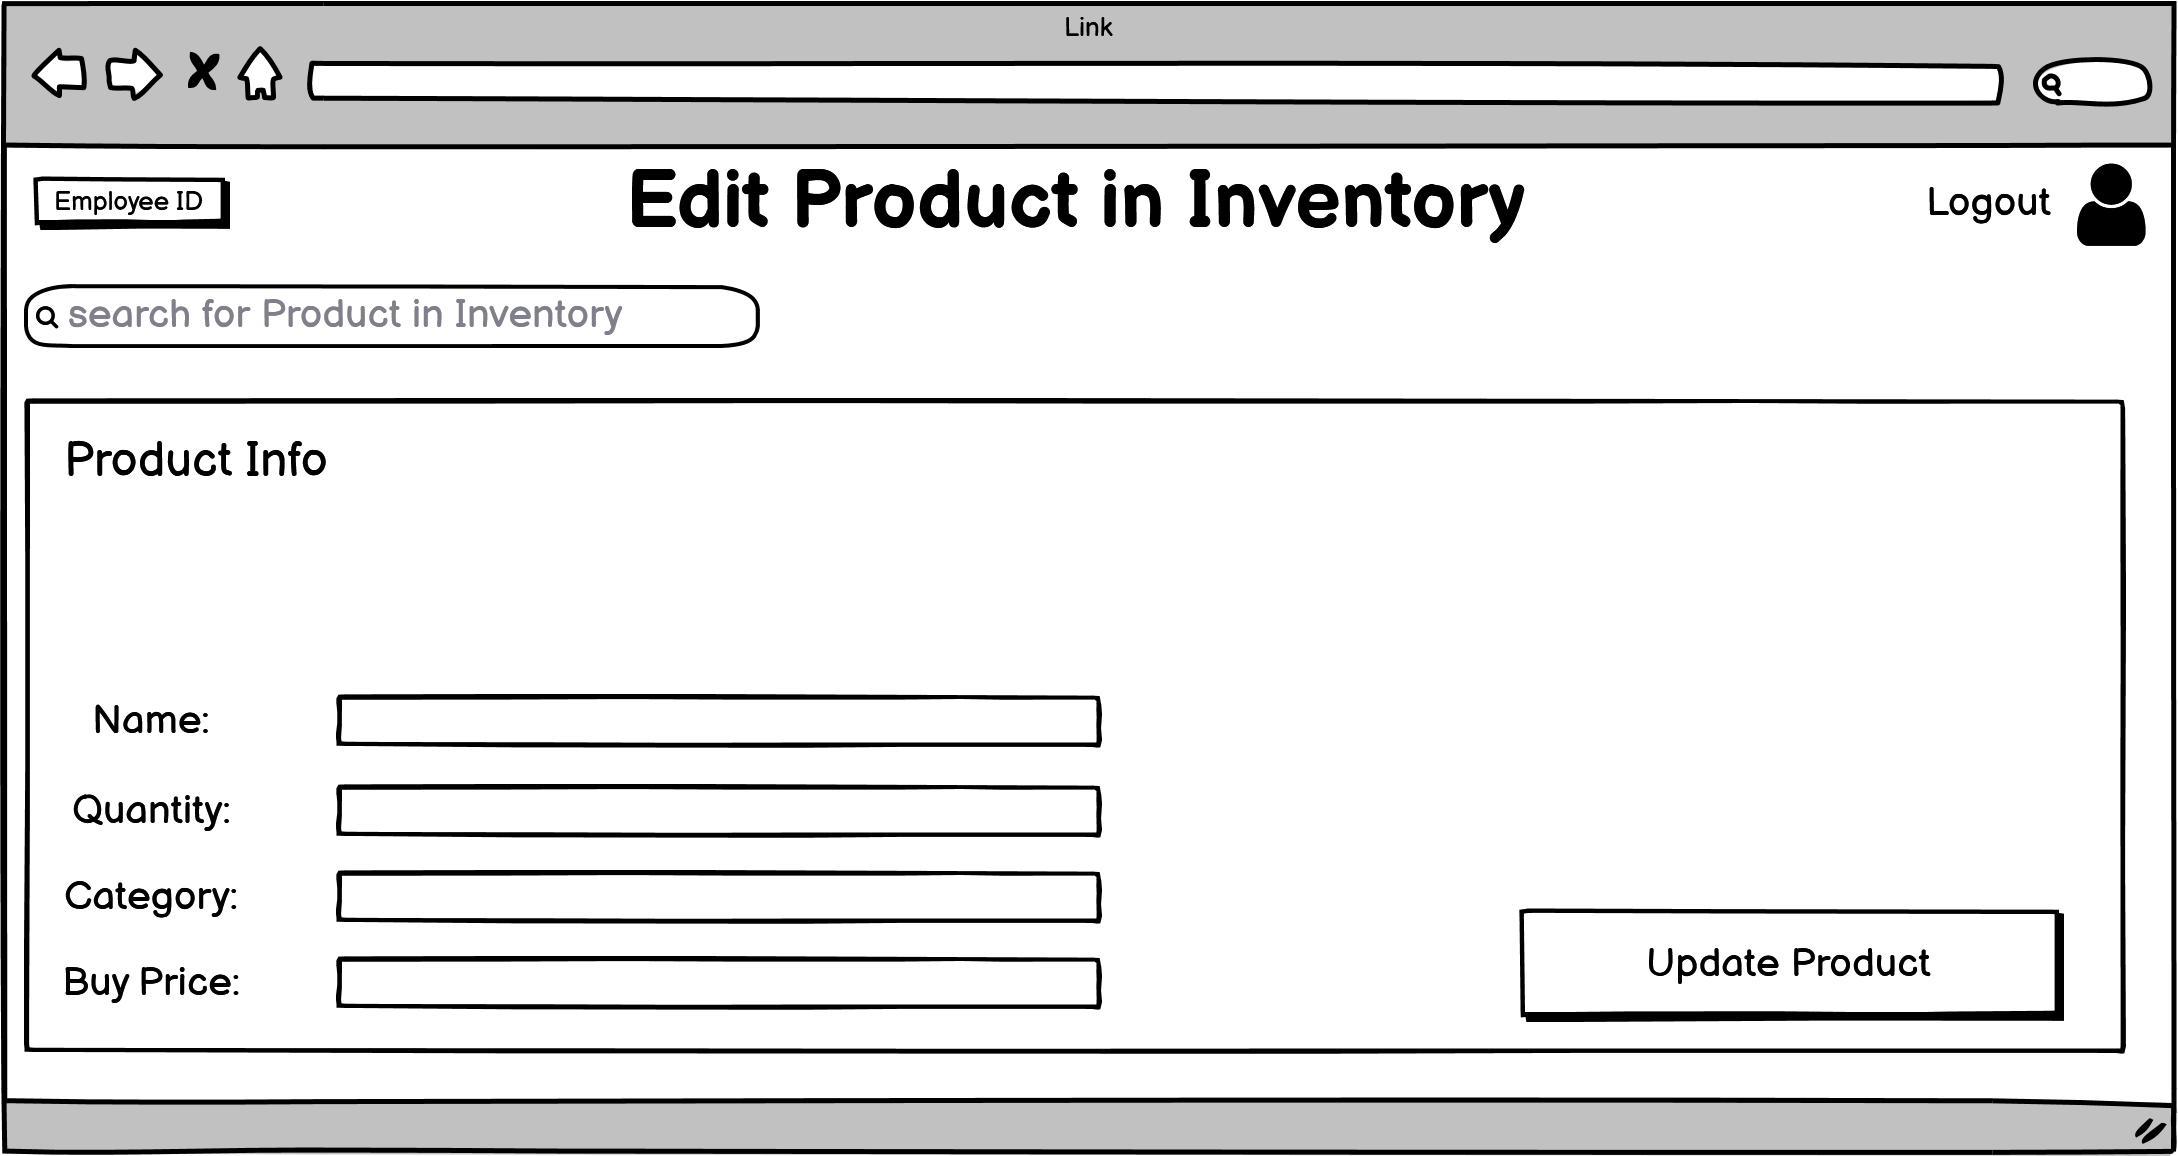 Link
Employee ID
Edit Product in Inventory
Logout
search for Product in Inventory
Product Info
Name:
Quantity:
Category:
Buy Price:
Update Product